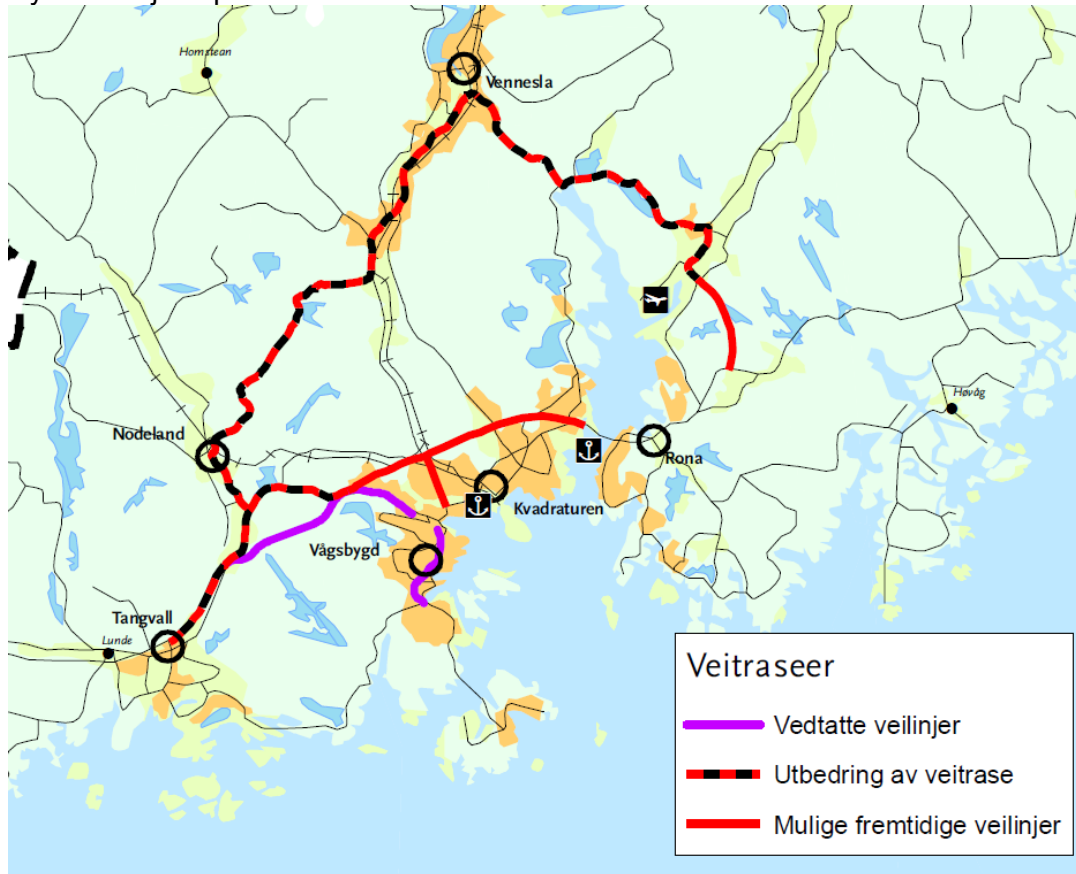 Homstean
Vennesla
Nodeland
Høvåg
Rona
Kvadraturen
Vågsbygd
Tangvall
Lunde
Veitraseer
Vedtatte veilinjer
Utbedring av veitrase
Mulige fremtidige veilinjer